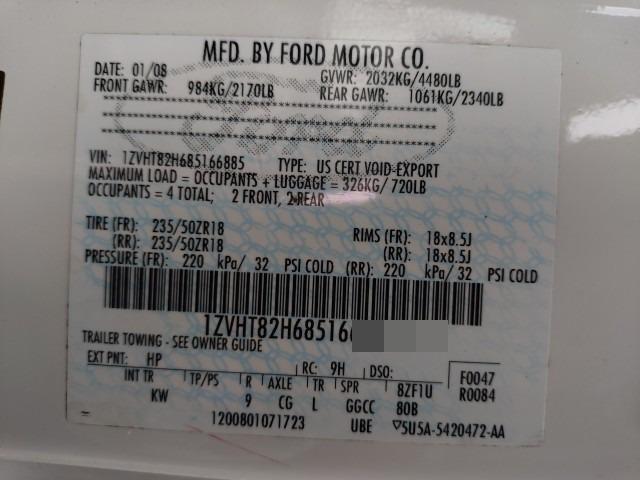 MFD. BY FORD MOTOR CO.
DATE: 01/08 GVWR: 2032KG/4480LB
FRONT GAWR: 984KG/2170LB REAR GAWR: 1061KG/2340LB
VIN: 1ZVHT82H685166885 TYPE: US CERT VOID-EXPORT
MAXIMUM LOAD = OCCUPANTS + LUGGAGE = 326KG/720LB
OCCUPANTS = 4 TOTAL; 2 FRONT, 2 REAR
TIRE (FR): 235/50ZR18 RIMS (FR): 18x8.5J
(RR): 235/50ZR18 (RR): 18x8.5J
PRESSURE (FR): 220 kPa/ 32 PSI COLD (RR): 220 kPa/ 32 PSI COLD
1ZVHT82H68516
TRAILER TOWING - SEE OWNER GUIDE
EXT PNT: HP RC: 9H DSO: F0047
INT TR TP/PS R AXLE TR SPR 8ZF1U R0084
KW 9 CG L GGCC 80B
1200801071723 UBE ▽5U5A-5420472-AA